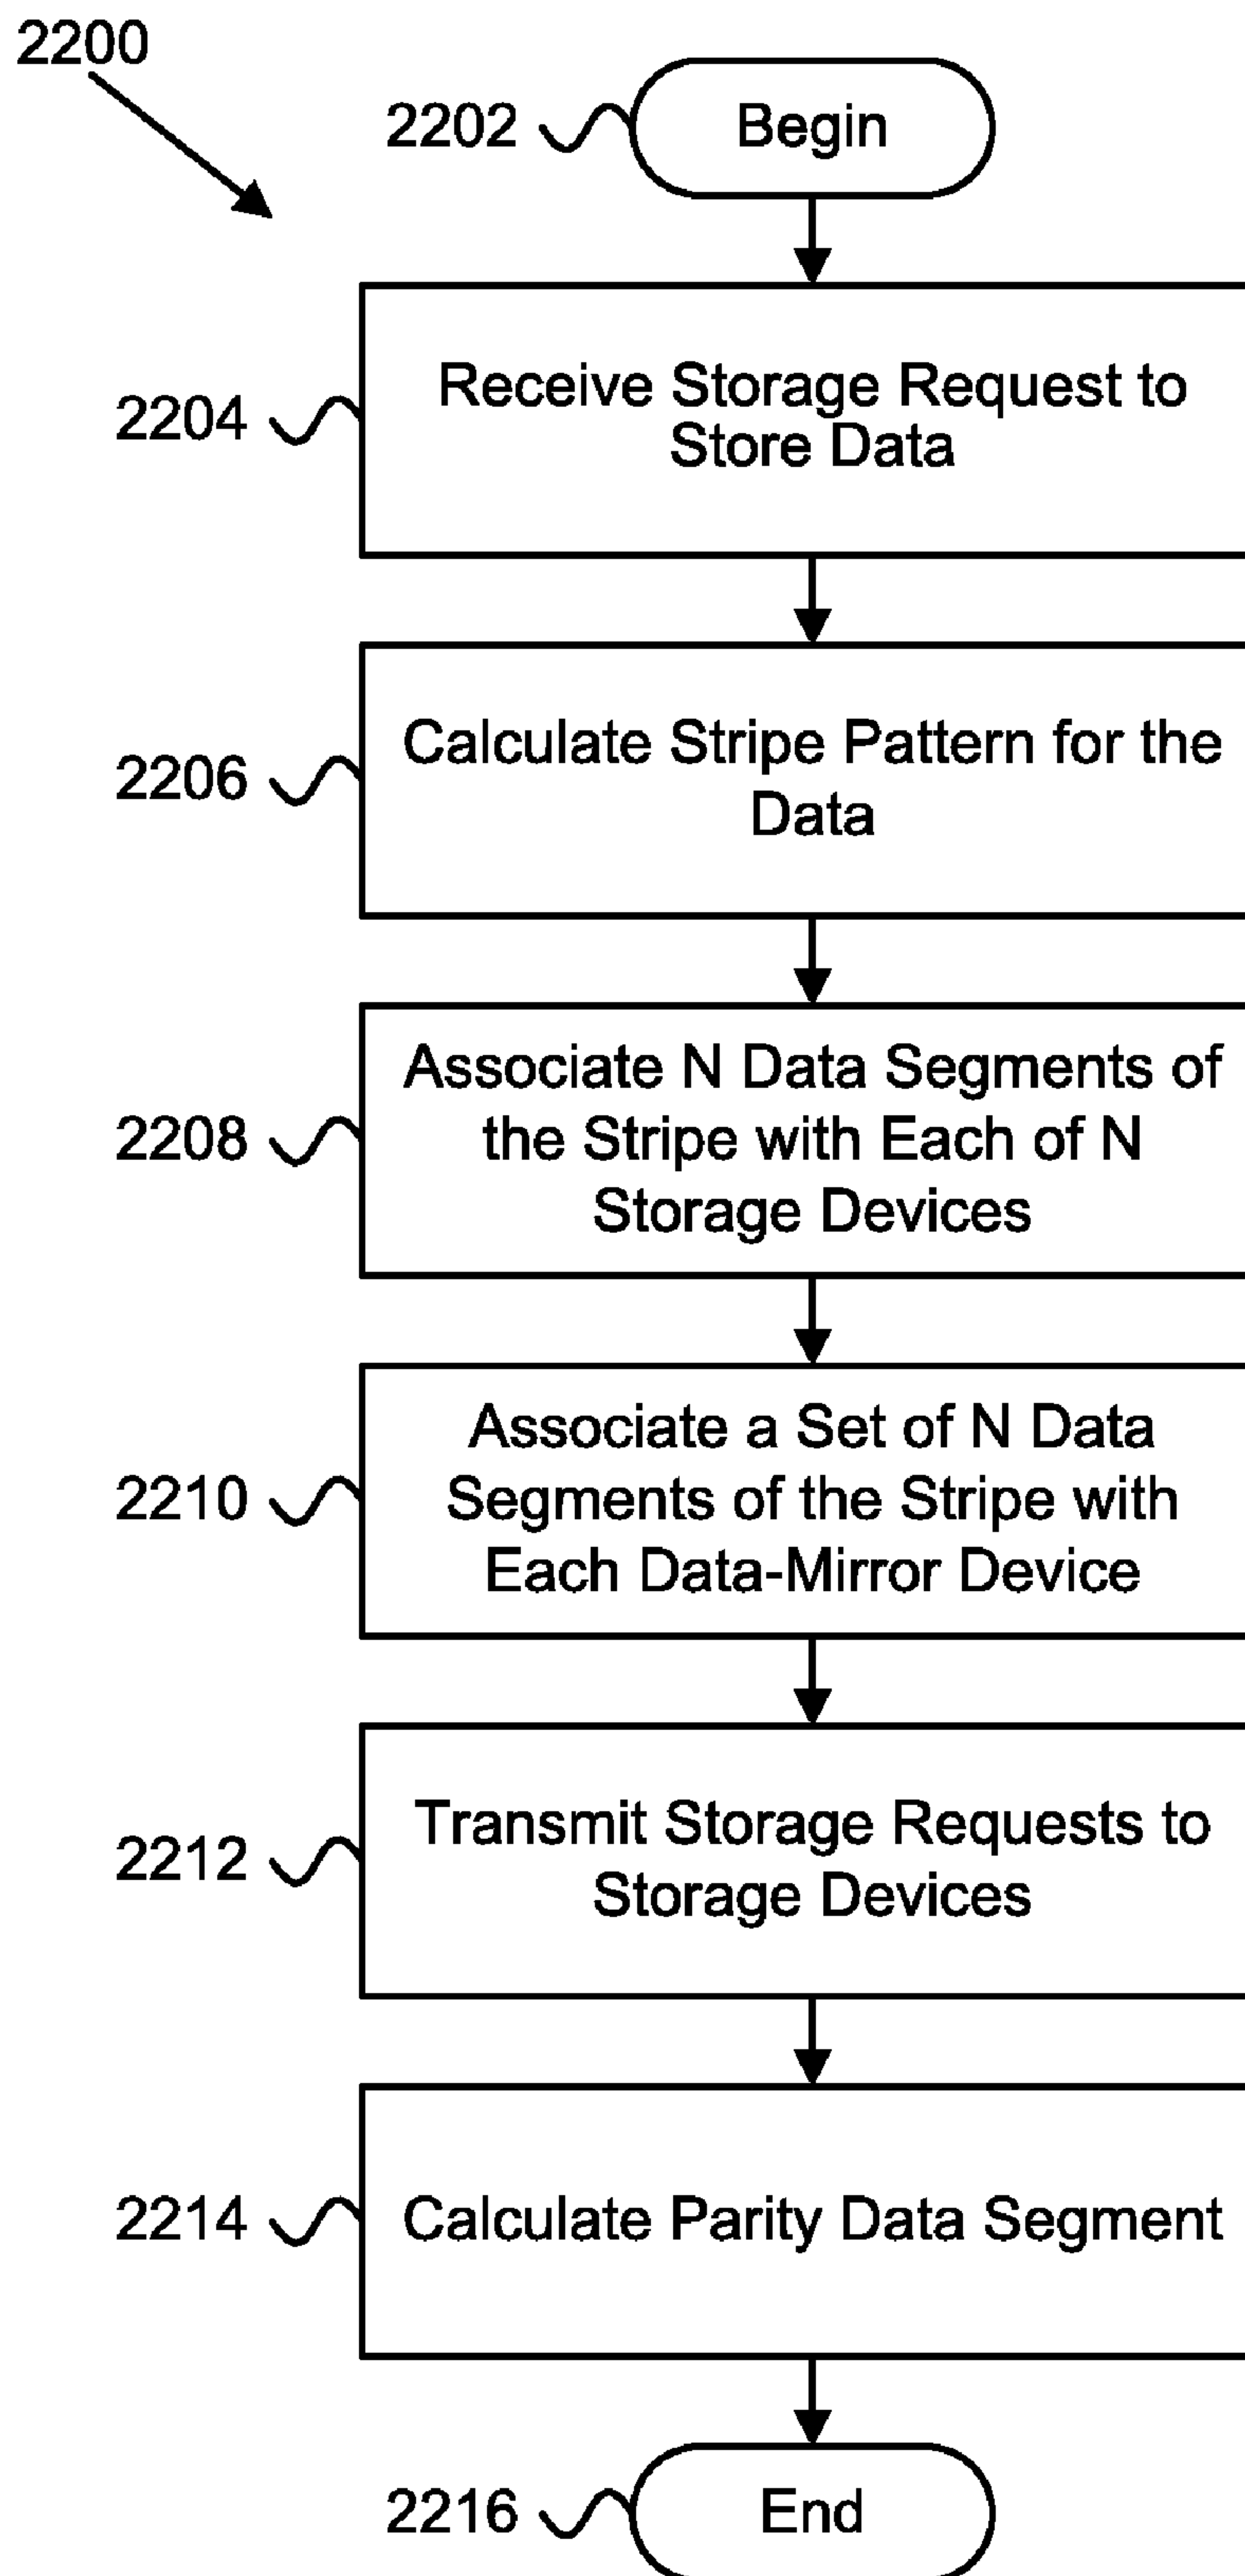 2200
2202
Begin
2204
Receive Storage Request to
Store Data
2206
Calculate Stripe Pattern for the
Data
2208
Associate N Data Segments of
the Stripe with Each of N
Storage Devices
2210
Associate a Set of N Data
Segments of the Stripe with
Each Data-Mirror Device
2212
Transmit Storage Requests to
Storage Devices
2214
Calculate Parity Data Segment
2216
End